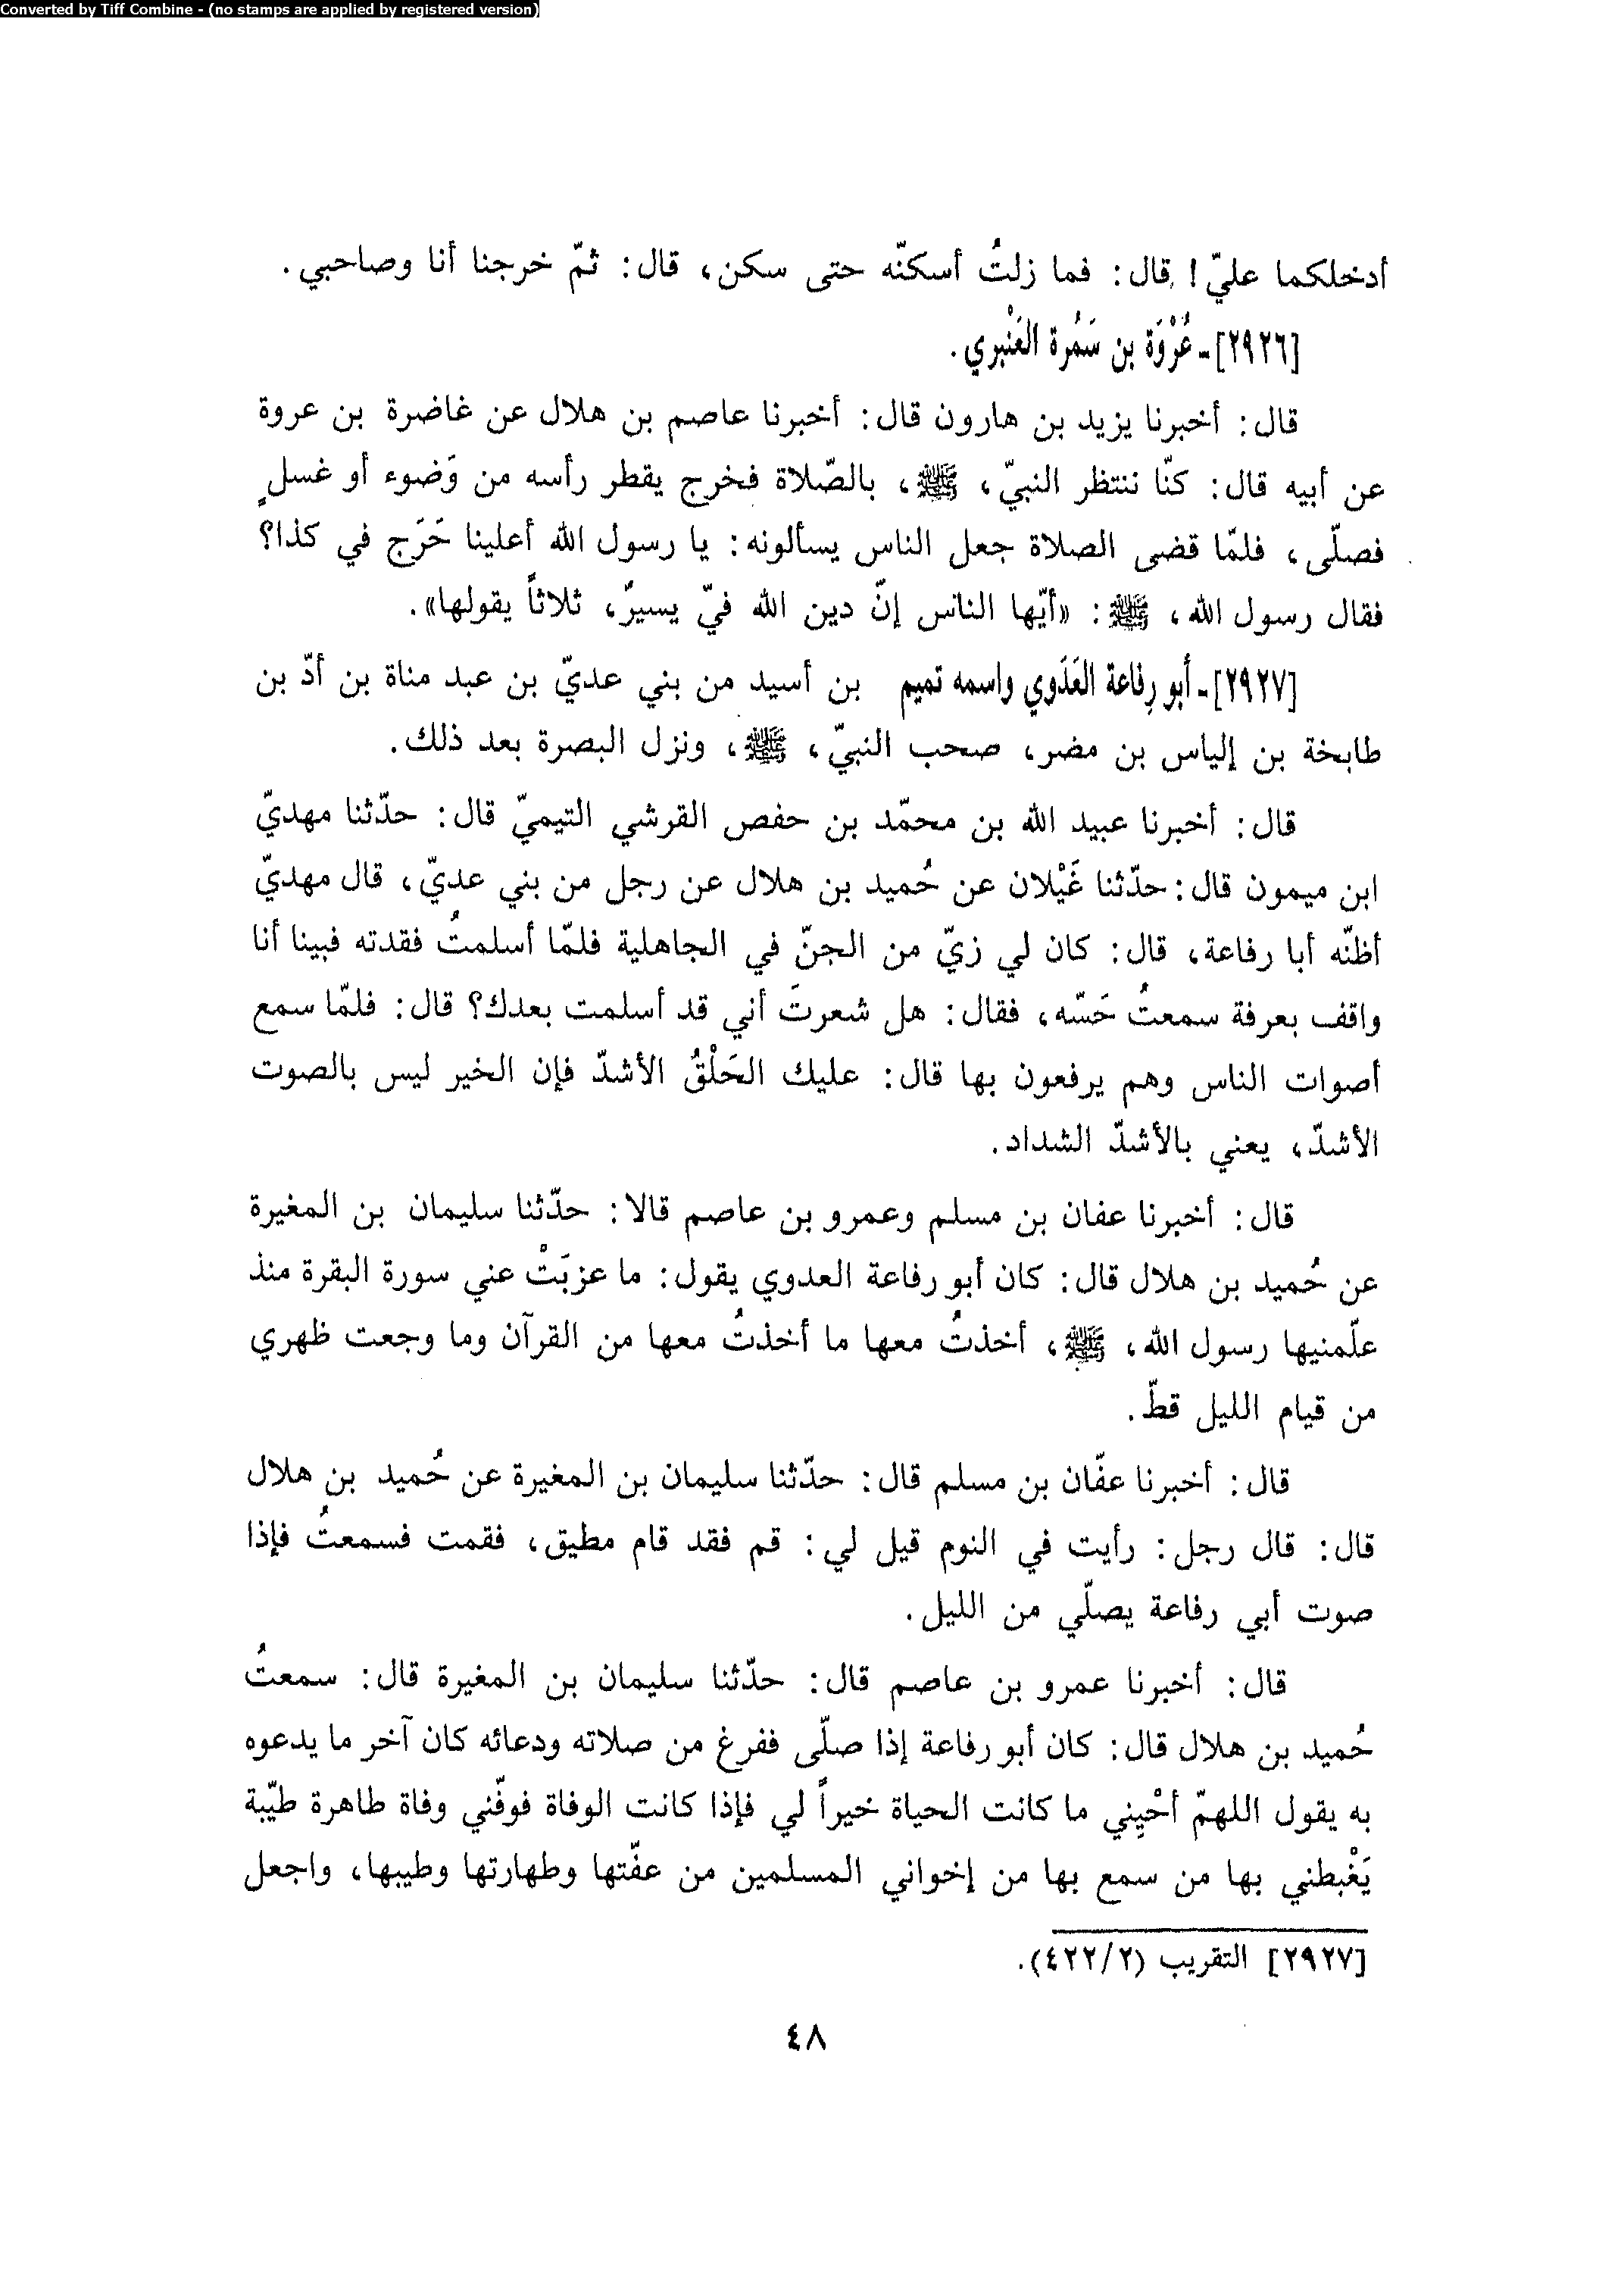 Converted by Tiff Combine - (no stamps are applied by registered version)
أدخلكما عليّ! قال: فما زلتُ أسكنّه حتى سكن، قال: ثمّ خرجنا أنا وصاحبي.
[٢٩٢٦]ـ عُرْوَة بن سَمُرة العَنْبري.
قال: أخبرنا يزيد بن هارون قال: أخبرنا عاصم بن هلال عن غاضرة بن عروة
عن أبيه قال: كنّا ننتظر النبيّ، ﷺ، بالصّلاة فخرج يقطر رأسه من وَضوء أو غسلٍ
فصلّى، فلمّا قضى الصلاة جعل الناس يسألونه: يا رسول الله أعلينا حَرَج في كذا؟
فقال رسول الله، ﷺ: «أيّها الناس إنّ دين الله فيّ يسيرٌ، ثلاثاً يقولها».
[٢٩٢٧]ـ أبو رِفاعة العَدَوي واسمه تميم بن أسيد من بني عديّ بن عبد مناة بن أدّ بن
طابخة بن إلياس بن مضر، صحب النبيّ، ﷺ، ونزل البصرة بعد ذلك.
قال: أخبرنا عبيد الله بن محمّد بن حفص القرشي التيميّ قال: حدّثنا مهديّ
ابن ميمون قال: حدّثنا غَيْلان عن حُميد بن هلال عن رجل من بني عديّ، قال مهديّ
أظنّه أبا رفاعة، قال: كان لي زيّ من الجنّ في الجاهلية فلمّا أسلمتُ فقدته فبينا أنا
واقف بعرفة سمعتُ حَسّه، فقال: هل شعرتَ أني قد أسلمت بعدك؟ قال: فلمّا سمع
أصوات الناس وهم يرفعون بها قال: عليك الحَلْقُ الأشدّ فإن الخير ليس بالصوت
الأشدّ، يعني بالأشدّ الشداد.
قال: أخبرنا عفان بن مسلم وعمرو بن عاصم قالا: حدّثنا سليمان بن المغيرة
عن حُميد بن هلال قال: كان أبو رفاعة العدوي يقول: ما عزبَتْ عني سورة البقرة منذ
علّمنيها رسول الله، ﷺ، أخذتُ معها ما أخذتُ معها من القرآن وما وجعت ظهري
من قيام الليل قطّ.
قال: أخبرنا عفّان بن مسلم قال: حدّثنا سليمان بن المغيرة عن حُميد بن هلال
قال: قال رجل: رأيت في النوم قيل لي: قم فقد قام مطيق، فقمت فسمعتُ فإذا
صوت أبي رفاعة يصلّي من الليل.
قال: أخبرنا عمرو بن عاصم قال: حدّثنا سليمان بن المغيرة قال: سمعتُ
حُميد بن هلال قال: كان أبو رفاعة إذا صلّى ففرغ من صلاته ودعائه كان آخر ما يدعوه
به يقول اللهمّ أحْيِني ما كانت الحياة خيراً لي فإذا كانت الوفاة فوفّني وفاة طاهرة طيّبة
يَغْبطني بها من سمع بها من إخواني المسلمين من عفّتها وطهارتها وطيبها، واجعل
[٢٩٢٧] التقريب (٤٢٢/٢).
٤٨